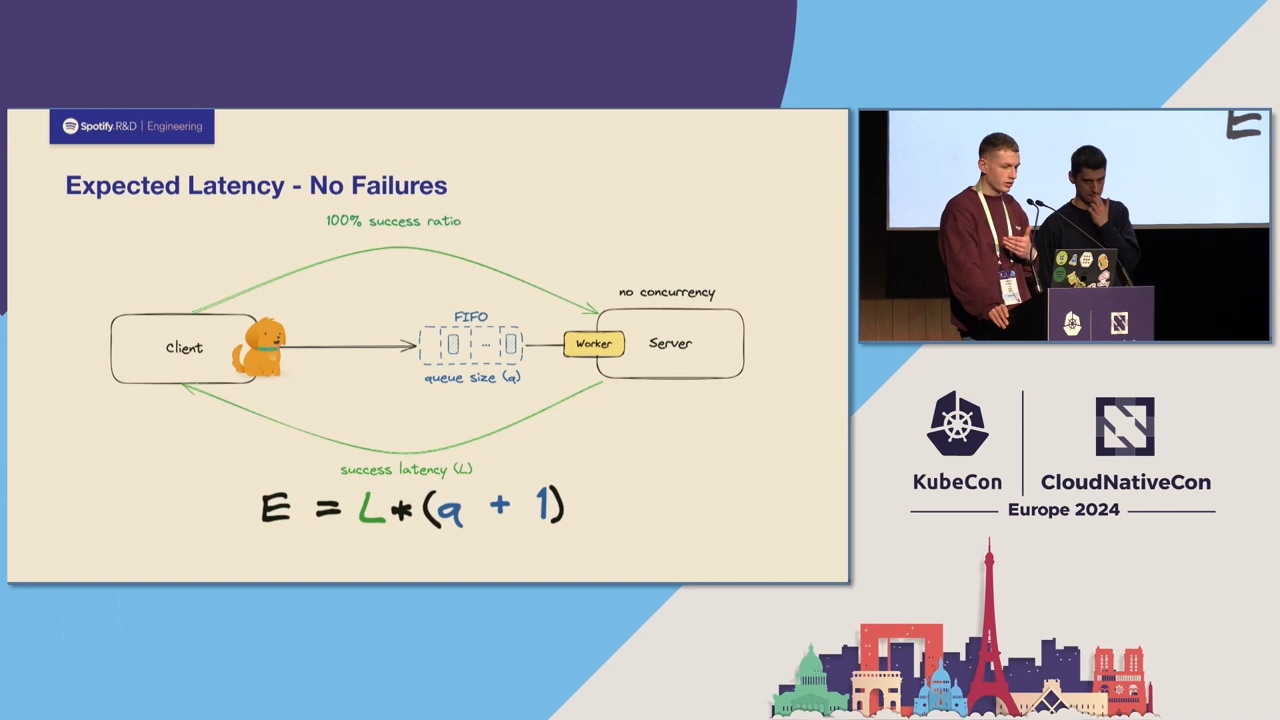 Spotify R&D | Engineering
Expected Latency - No Failures
100% success ratio
no concurrency
FIFO
Client
Worker
Server
queue size (q)
success latency (L)
E = L*(q + 1)
E
KubeCon
CloudNativeCon
Europe 2024